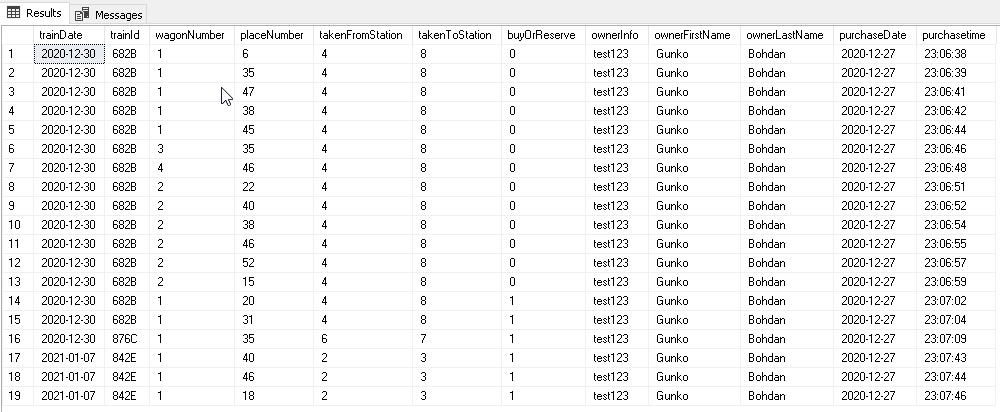 Results Messages
trainDate trainId wagonNumber placeNumber takenFromStation takenToStation buyOrReserve ownerInfo ownerFirstName ownerLastName purchaseDate purchasetime
1 2020-12-30 682B 1 6 4 8 0 test123 Gunko Bohdan 2020-12-27 23:06:38
2 2020-12-30 682B 1 35 4 8 0 test123 Gunko Bohdan 2020-12-27 23:06:39
3 2020-12-30 682B 1 47 4 8 0 test123 Gunko Bohdan 2020-12-27 23:06:41
4 2020-12-30 682B 1 38 4 8 0 test123 Gunko Bohdan 2020-12-27 23:06:42
5 2020-12-30 682B 1 45 4 8 0 test123 Gunko Bohdan 2020-12-27 23:06:44
6 2020-12-30 682B 3 35 4 8 0 test123 Gunko Bohdan 2020-12-27 23:06:46
7 2020-12-30 682B 4 46 4 8 0 test123 Gunko Bohdan 2020-12-27 23:06:48
8 2020-12-30 682B 2 22 4 8 0 test123 Gunko Bohdan 2020-12-27 23:06:51
9 2020-12-30 682B 2 40 4 8 0 test123 Gunko Bohdan 2020-12-27 23:06:52
10 2020-12-30 682B 2 38 4 8 0 test123 Gunko Bohdan 2020-12-27 23:06:54
11 2020-12-30 682B 2 46 4 8 0 test123 Gunko Bohdan 2020-12-27 23:06:55
12 2020-12-30 682B 2 52 4 8 0 test123 Gunko Bohdan 2020-12-27 23:06:57
13 2020-12-30 682B 2 15 4 8 0 test123 Gunko Bohdan 2020-12-27 23:06:59
14 2020-12-30 682B 1 20 4 8 1 test123 Gunko Bohdan 2020-12-27 23:07:02
15 2020-12-30 682B 1 31 4 8 1 test123 Gunko Bohdan 2020-12-27 23:07:04
16 2020-12-30 876C 1 35 6 7 1 test123 Gunko Bohdan 2020-12-27 23:07:09
17 2021-01-07 842E 1 40 2 3 1 test123 Gunko Bohdan 2020-12-27 23:07:43
18 2021-01-07 842E 1 46 2 3 1 test123 Gunko Bohdan 2020-12-27 23:07:44
19 2021-01-07 842E 1 18 2 3 1 test123 Gunko Bohdan 2020-12-27 23:07:46